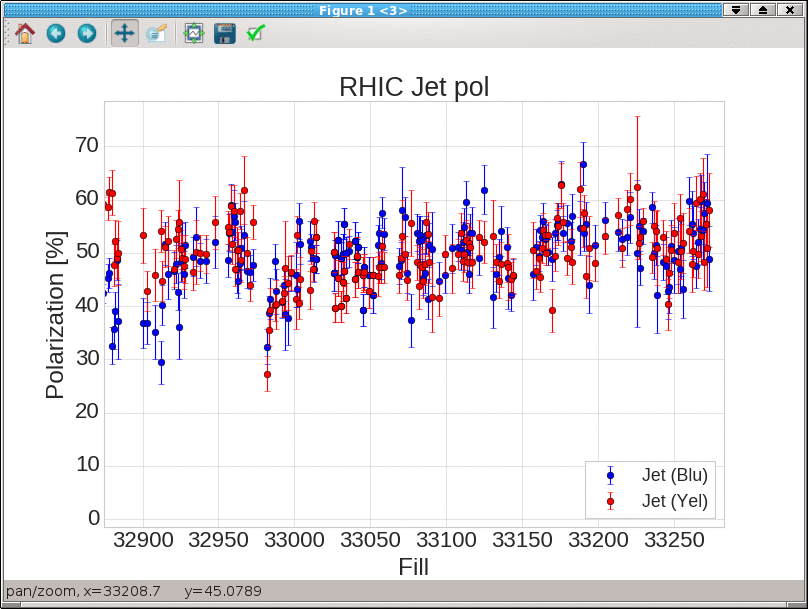 Figure 1 <3>
RHIC Jet pol
Polarization [%]
70
60
50
40
30
20
10
0
Jet (Blu)
Jet (Yel)
32900 32950 33000 33050 33100 33150 33200 33250
Fill
pan/zoom, x=33208.7 y=45.0789